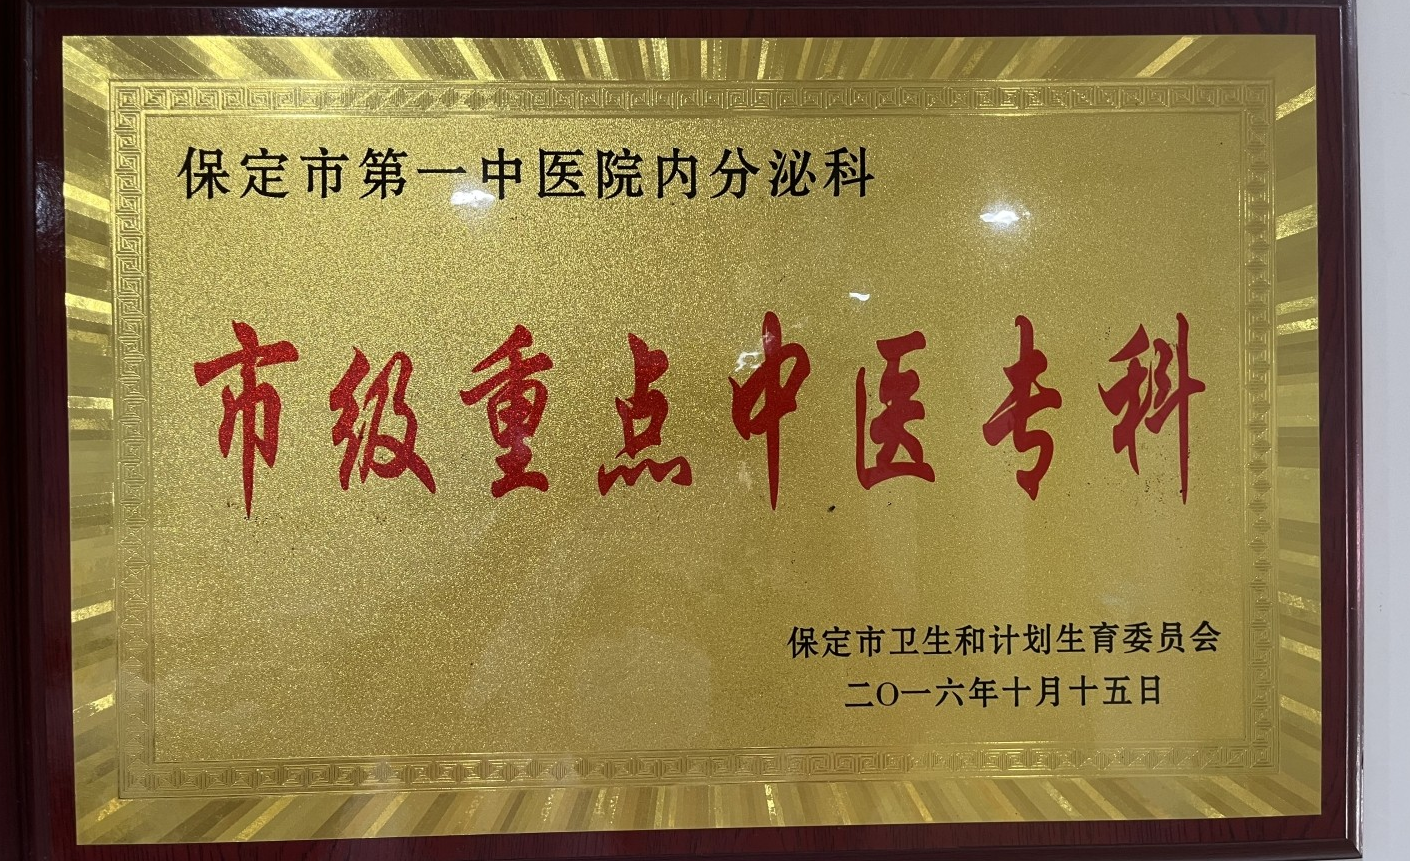 保定市第一中医院内分泌科
市级重点中医专科
保定市卫生和计划生育委员会
二〇一六年十月十五日